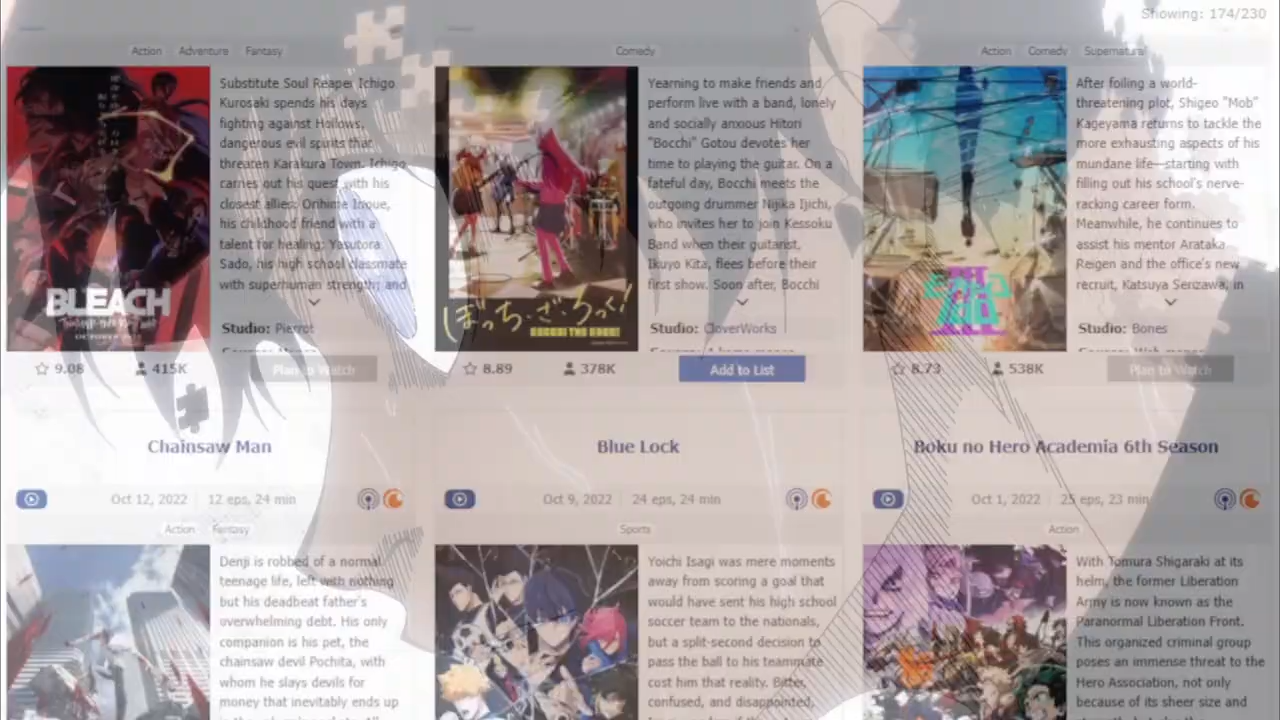 Showing: 174/230
Action Adventure Fantasy
Substitute Soul Reaper Ichigo
Kurosaki spends his days
fighting against Hollows,
dangerous evil spirits that
threaten Karakura Town. Ichigo
carries out his quest with his
closest allies: Orihime Inoue,
his childhood friend with a
talent for healing; Yasutora
Sado, his high school classmate
with superhuman strength; and
BLEACH
Studio: Pierrot
9.08 415K Plan to Watch
Comedy
Yearning to make friends and
perform live with a band, lonely
and socially anxious Hitori
"Bocchi" Gotou devotes her
time to playing the guitar. On a
fateful day, Bocchi meets the
outgoing drummer Nijika Ijichi,
who invites her to join Kessoku
Band when their guitarist,
Ikuyo Kita, flees before their
first show. Soon after, Bocchi
ぼっち・ざ・ろっく!
BOCCHI THE ROCK!
Studio: CloverWorks
8.89 378K Add to List
Action Comedy Supernatural
After foiling a world-
threatening plot, Shigeo "Mob"
Kageyama returns to tackle the
more exhausting aspects of his
mundane life—starting with
filling out his school's nerve-
racking career form.
Meanwhile, he continues to
assist his mentor Arataka
Reigen and the office's new
recruit, Katsuya Serizawa, in
Studio: Bones
8.73 538K Plan to Watch
Chainsaw Man
Oct 12, 2022 12 eps, 24 min
Action Fantasy
Denji is robbed of a normal
teenage life, left with nothing
but his deadbeat father's
overwhelming debt. His only
companion is his pet, the
chainsaw devil Pochita, with
whom he slays devils for
money that inevitably ends up
Blue Lock
Oct 9, 2022 24 eps, 24 min
Sports
Yoichi Isagi was mere moments
away from scoring a goal that
would have sent his high school
soccer team to the nationals,
but a split-second decision to
pass the ball to his teammate
cost him that reality. Bitter,
confused, and disappointed,
Boku no Hero Academia 6th Season
Oct 1, 2022 25 eps, 23 min
Action
With Tomura Shigaraki at its
helm, the former Liberation
Army is now known as the
Paranormal Liberation Front.
This organized criminal group
poses an immense threat to the
Hero Association, not only
because of its sheer size and